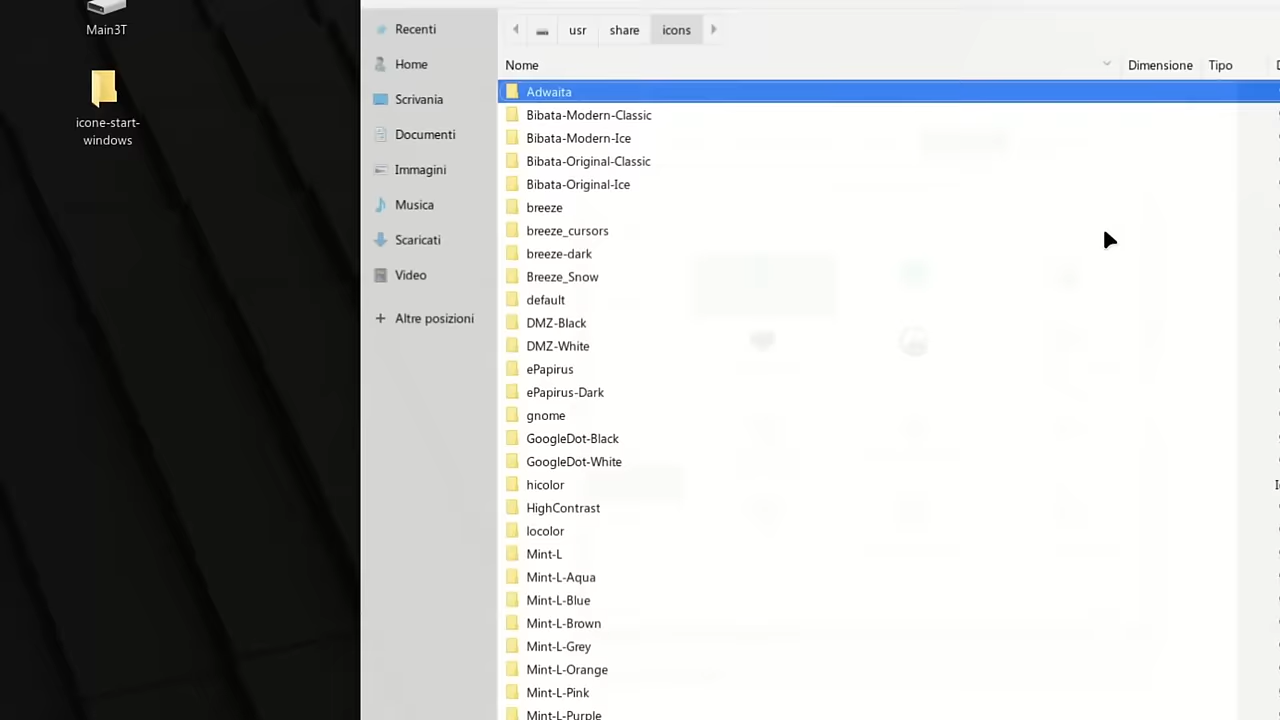 Main3T
icone-start-
windows
Recenti
Home
Scrivania
Documenti
Immagini
Musica
Scaricati
Video
Altre posizioni
usr share icons
Nome Dimensione Tipo
Adwaita
Bibata-Modern-Classic
Bibata-Modern-Ice
Bibata-Original-Classic
Bibata-Original-Ice
breeze
breeze_cursors
breeze-dark
Breeze_Snow
default
DMZ-Black
DMZ-White
ePapirus
ePapirus-Dark
gnome
GoogleDot-Black
GoogleDot-White
hicolor
HighContrast
locolor
Mint-L
Mint-L-Aqua
Mint-L-Blue
Mint-L-Brown
Mint-L-Grey
Mint-L-Orange
Mint-L-Pink
Mint-L-Purple